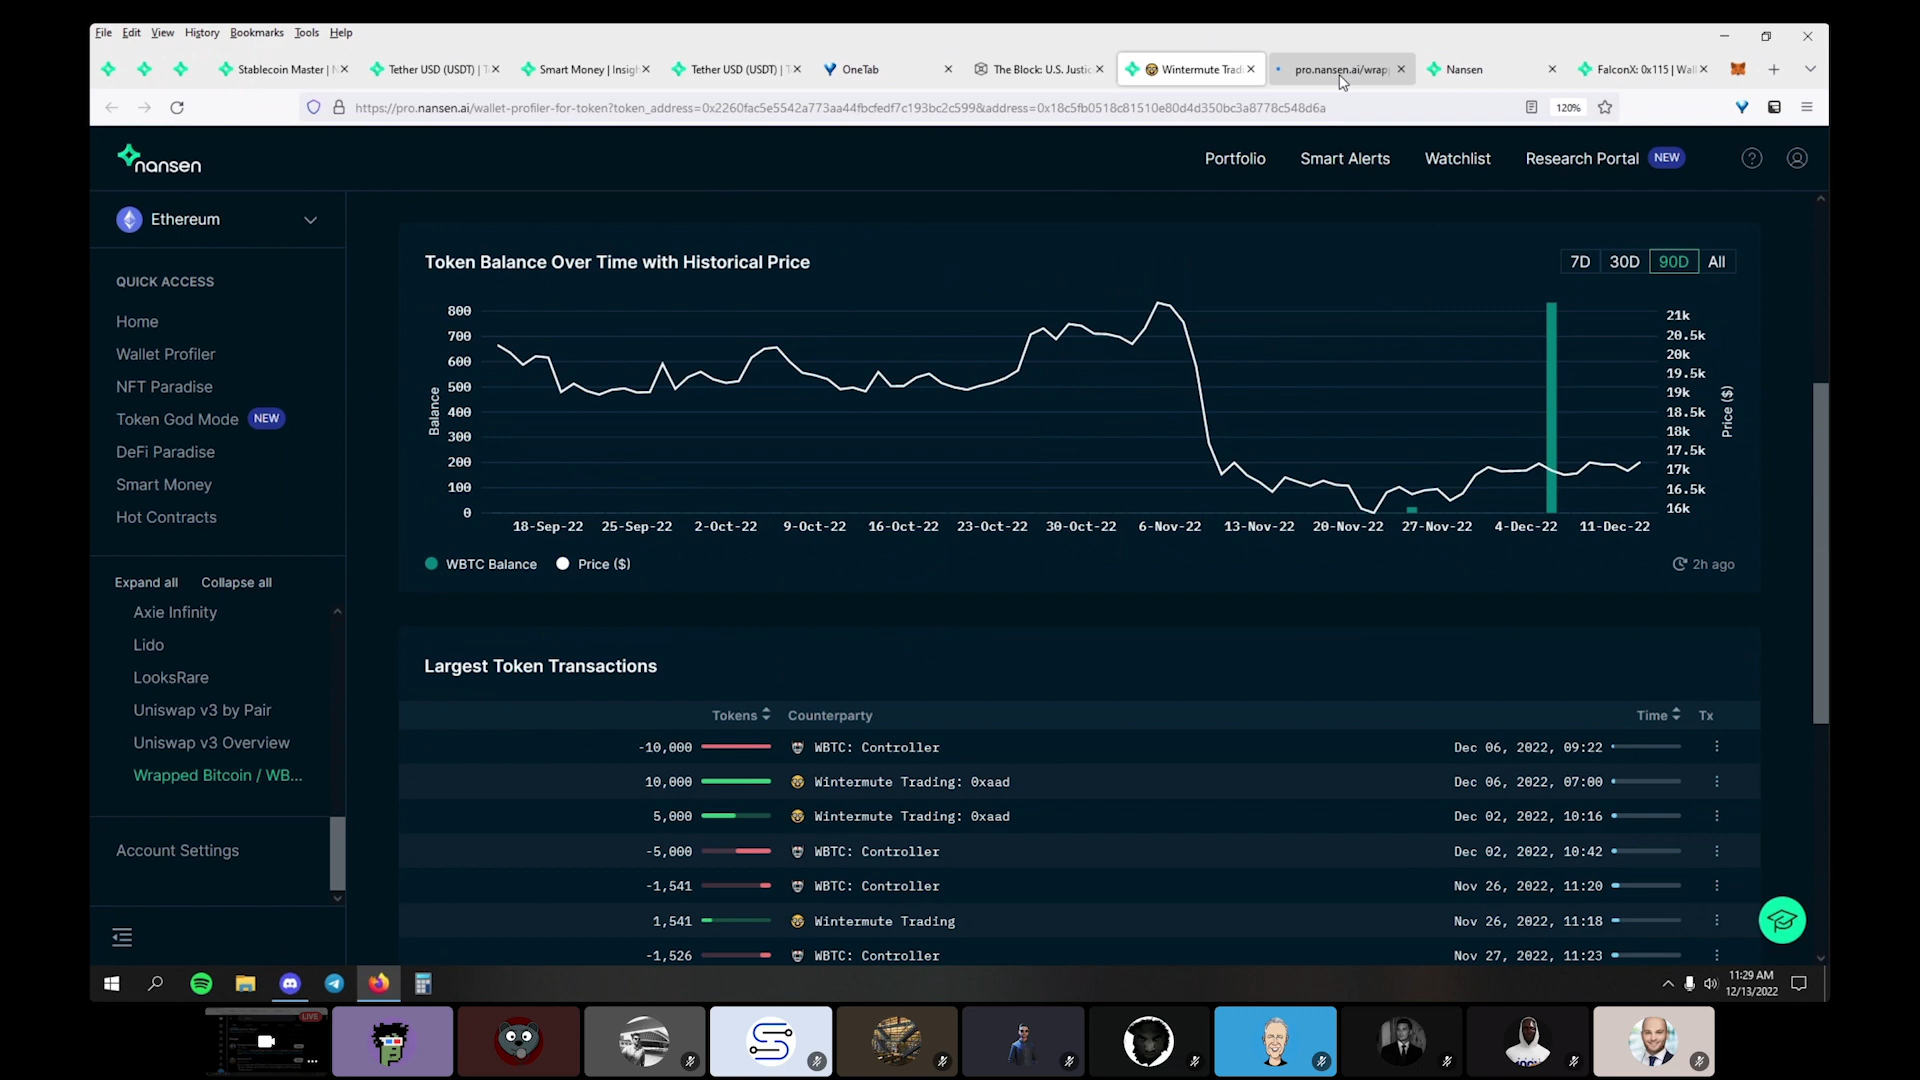 File Edit View History Bookmarks Tools Help
Stablecoin Master | N
Tether USD (USDT) | T
Smart Money | Insigh
Tether USD (USDT) | T
OneTab
The Block: U.S. Justic
Wintermute Tradi
pro.nansen.ai/wrap
Nansen
FalconX: 0x115 | Wall
https://pro.nansen.ai/wallet-profiler-for-token?token_address=0x2260fac5e5542a773aa44fbcfedf7c193bc2c599&address=0x18c5fb0518c81510e80d4d350bc3a8778c548d6a
120%
nansen
Portfolio Smart Alerts Watchlist Research Portal NEW
Ethereum
QUICK ACCESS
Home
Wallet Profiler
NFT Paradise
Token God Mode NEW
DeFi Paradise
Smart Money
Hot Contracts
Expand all Collapse all
Axie Infinity
Lido
LooksRare
Uniswap v3 by Pair
Uniswap v3 Overview
Wrapped Bitcoin / WB...
Account Settings
Token Balance Over Time with Historical Price
7D 30D 90D All
Balance
800
700
600
500
400
300
200
100
0
21k
20.5k
20k
19.5k
19k
18.5k
18k
17.5k
17k
16.5k
16k
Price ($)
18-Sep-22 25-Sep-22 2-Oct-22 9-Oct-22 16-Oct-22 23-Oct-22 30-Oct-22 6-Nov-22 13-Nov-22 20-Nov-22 27-Nov-22 4-Dec-22 11-Dec-22
WBTC Balance Price ($)
2h ago
Largest Token Transactions
Tokens Counterparty Time Tx
-10,000 WBTC: Controller Dec 06, 2022, 09:22
10,000 Wintermute Trading: 0xaad Dec 06, 2022, 07:00
5,000 Wintermute Trading: 0xaad Dec 02, 2022, 10:16
-5,000 WBTC: Controller Dec 02, 2022, 10:42
-1,541 WBTC: Controller Nov 26, 2022, 11:20
1,541 Wintermute Trading Nov 26, 2022, 11:18
-1,526 WBTC: Controller Nov 27, 2022, 11:23
11:29 AM
12/13/2022
LIVE